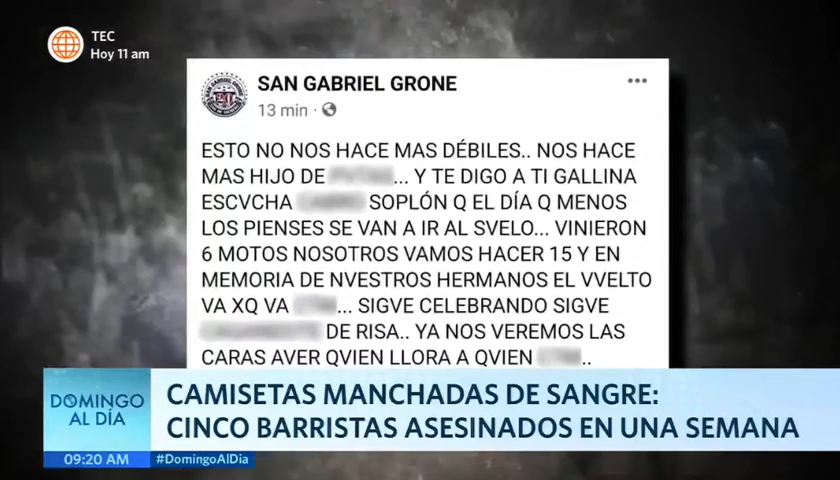 TEC
Hoy 11 am
SAN GABRIEL GRONE
13 min
ESTO NO NOS HACE MAS DÉBILES.. NOS HACE
MAS HIJO DE ... Y TE DIGO A TI GALLINA
ESCVCHA SOPLÓN Q EL DÍA Q MENOS
LOS PIENSES SE VAN A IR AL SVELO... VINIERON
6 MOTOS NOSOTROS VAMOS HACER 15 Y EN
MEMORIA DE NVESTROS HERMANOS EL VVELTO
VA XQ VA ... SIGVE CELEBRANDO SIGVE
DE RISA.. YA NOS VEREMOS LAS
CARAS AVER QVIEN LLORA A QVIEN ..
DOMINGO
AL DÍA
CAMISETAS MANCHADAS DE SANGRE:
CINCO BARRISTAS ASESINADOS EN UNA SEMANA
09:20 AM
#DomingoAlDia